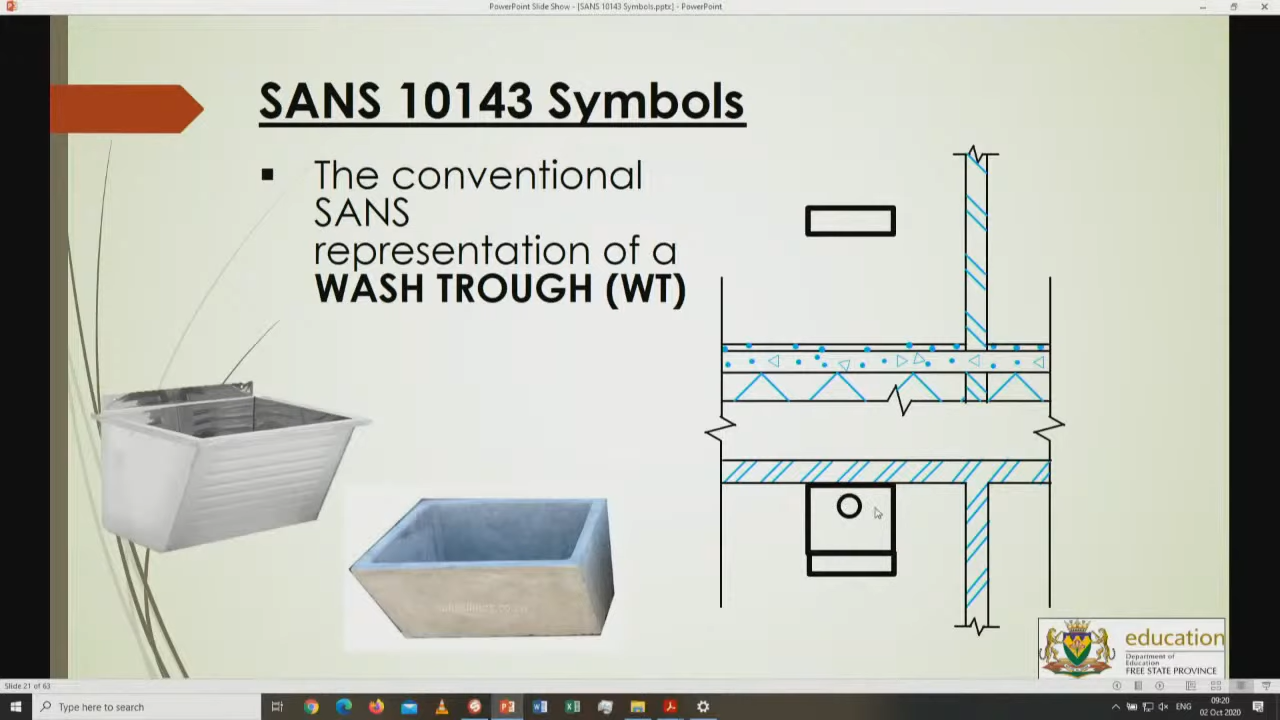 PowerPoint Slide Show - [SANS 10143 Symbols.pptx] - PowerPoint
SANS 10143 Symbols
The conventional
SANS
representation of a
WASH TROUGH (WT)
education
Department of
Education
FREE STATE PROVINCE
Slide 21 of 63
Type here to search
ENG
09:20
02 Oct 2020